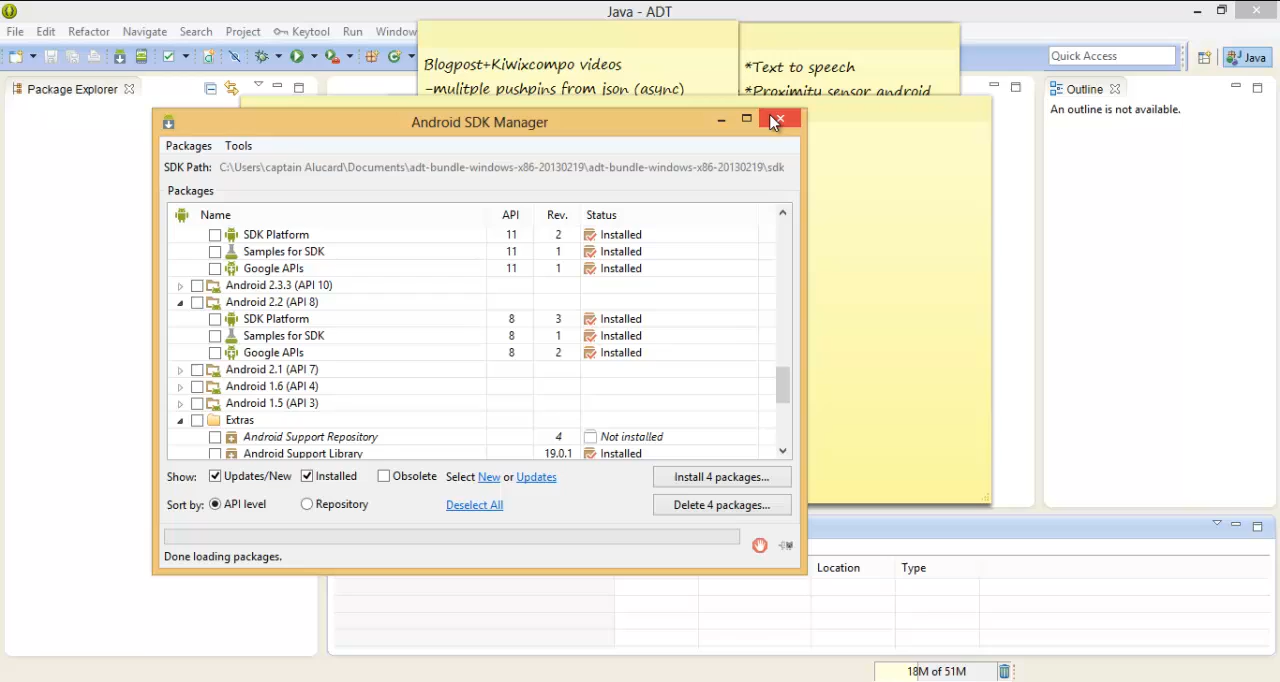 Java - ADT
File Edit Refactor Navigate Search Project Keytool Run Window
Blogpost+Kiwixcompo videos
-mulitple pushpins from json (async)
*Text to speech
*Proximity sensor android
Quick Access
Java
Package Explorer
Outline
An outline is not available.
Android SDK Manager
Packages Tools
SDK Path: C:\Users\captain Alucard\Documents\adt-bundle-windows-x86-20130219\adt-bundle-windows-x86-20130219\sdk
Packages
Name API Rev. Status
SDK Platform 11 2 Installed
Samples for SDK 11 1 Installed
Google APIs 11 1 Installed
Android 2.3.3 (API 10)
Android 2.2 (API 8)
SDK Platform 8 3 Installed
Samples for SDK 8 1 Installed
Google APIs 8 2 Installed
Android 2.1 (API 7)
Android 1.6 (API 4)
Android 1.5 (API 3)
Extras
Android Support Repository 4 Not installed
Android Support Library 19.0.1 Installed
Show: Updates/New Installed Obsolete Select New or Updates Install 4 packages...
Sort by: API level Repository Deselect All Delete 4 packages...
Done loading packages.
Location Type
18M of 51M